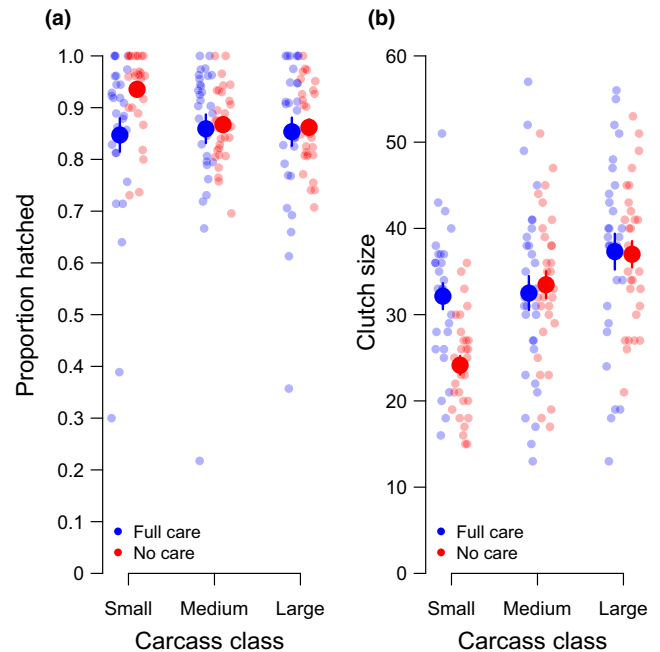 (a)
Proportion hatched
1.0
0.9
0.8
0.7
0.6
0.5
0.4
0.3
0.2
0.1
0
Full care
No care
Small Medium Large
Carcass class
(b)
Clutch size
60
50
40
30
20
10
0
Full care
No care
Small Medium Large
Carcass class